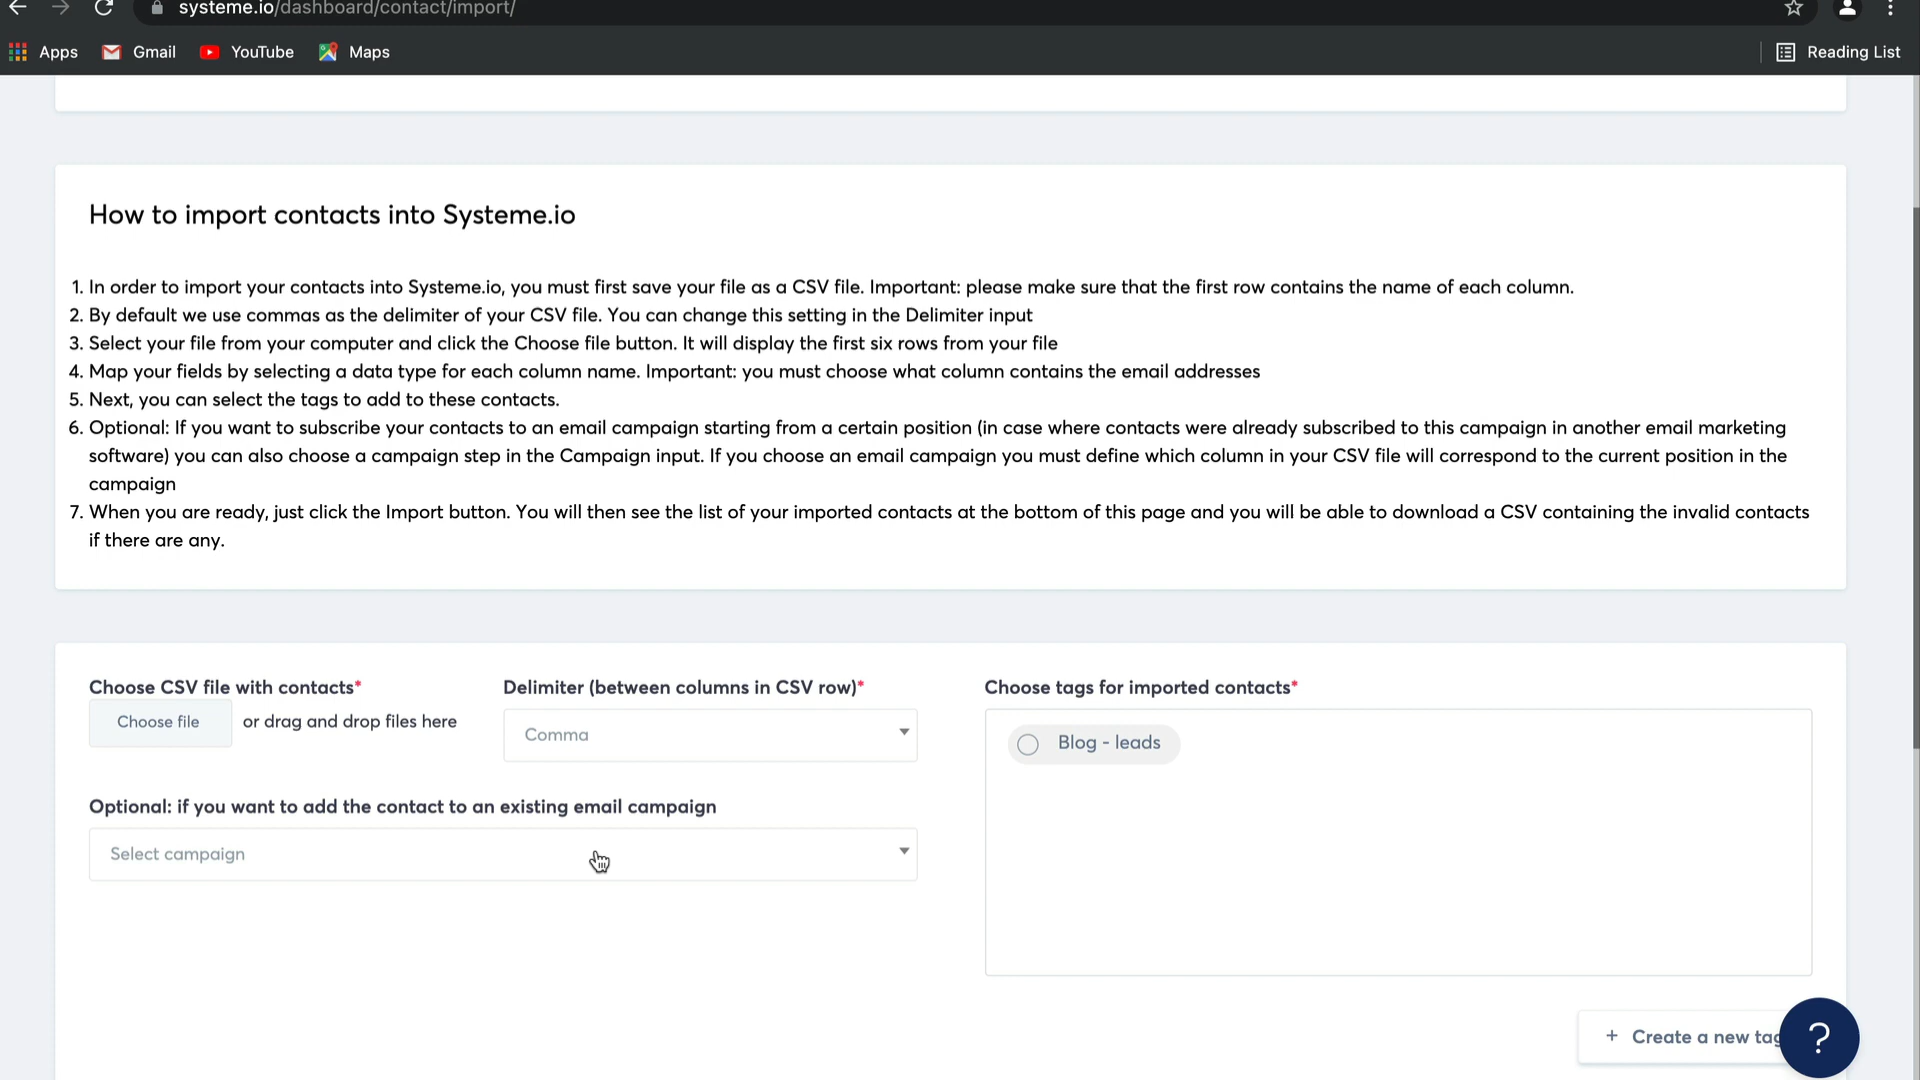 systeme.io/dashboard/contact/import/
Apps Gmail YouTube Maps Reading List
How to import contacts into Systeme.io
1. In order to import your contacts into Systeme.io, you must first save your file as a CSV file. Important: please make sure that the first row contains the name of each column.
2. By default we use commas as the delimiter of your CSV file. You can change this setting in the Delimiter input
3. Select your file from your computer and click the Choose file button. It will display the first six rows from your file
4. Map your fields by selecting a data type for each column name. Important: you must choose what column contains the email addresses
5. Next, you can select the tags to add to these contacts.
6. Optional: If you want to subscribe your contacts to an email campaign starting from a certain position (in case where contacts were already subscribed to this campaign in another email marketing
software) you can also choose a campaign step in the Campaign input. If you choose an email campaign you must define which column in your CSV file will correspond to the current position in the
campaign
7. When you are ready, just click the Import button. You will then see the list of your imported contacts at the bottom of this page and you will be able to download a CSV containing the invalid contacts
if there are any.
Choose CSV file with contacts*
Choose file or drag and drop files here
Delimiter (between columns in CSV row)*
Comma
Optional: if you want to add the contact to an existing email campaign
Select campaign
Choose tags for imported contacts*
Blog - leads
+ Create a new tag
?